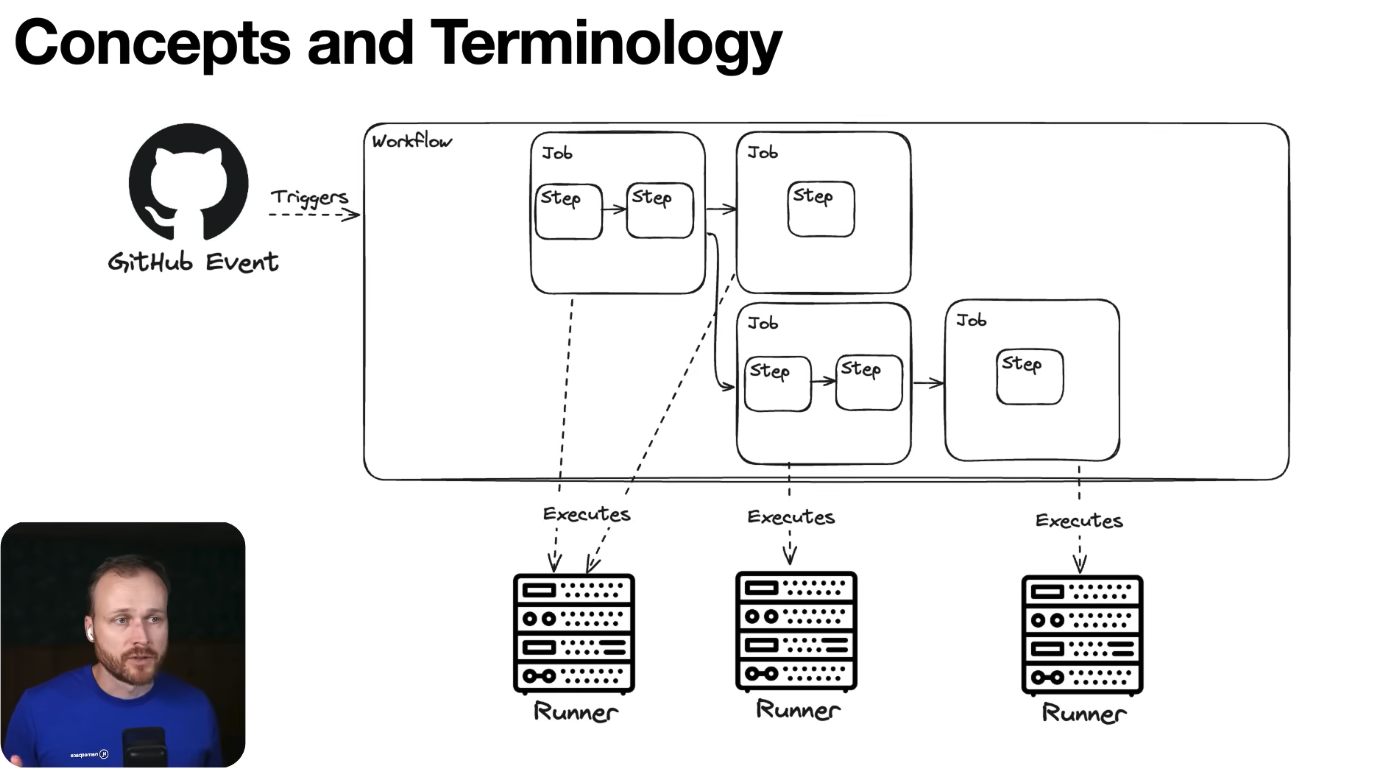 Concepts and Terminology
Workflow
Job
Step
Step
Job
Step
Triggers
GitHub Event
Job
Step
Step
Job
Step
Executes
Executes
Executes
Runner
Runner
Runner